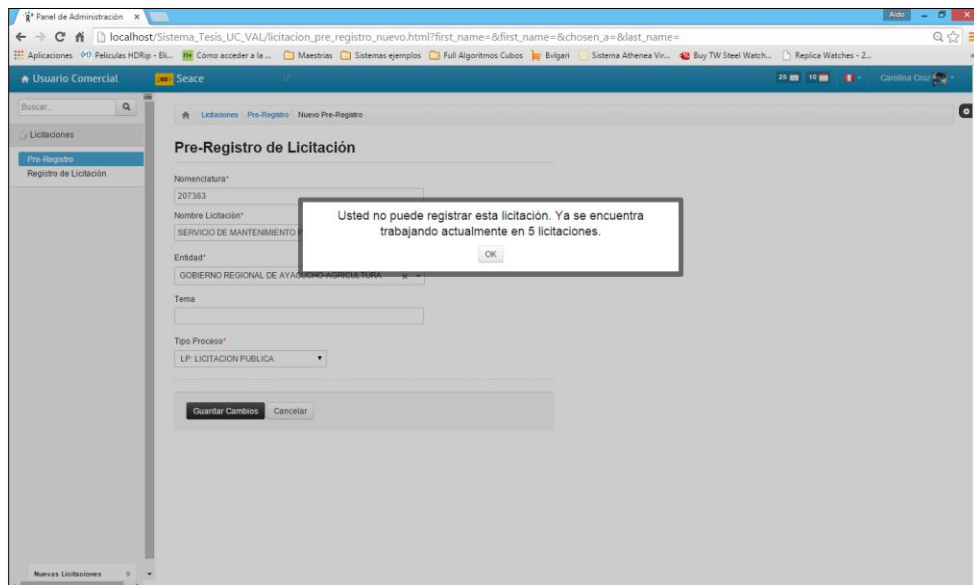 Panel de Administración
Aldo
localhost/Sistema_Tesis_UC_VAL/licitacion_pre_registro_nuevo.html?first_name=&first_name=&chosen_a=&last_name=
Aplicaciones Peliculas HDRip - Eli... Cómo acceder a la ... Maestrias Sistemas ejemplos Full Algoritmos Cubos Bvlgari Sistema Athenea Vir... Buy TW Steel Watch... Replica Watches - 2...
Usuario Comercial Seace 25 10 Carolina Cruz
Buscar...
Licitaciones Pre-Registro Nuevo Pre-Registro
Licitaciones
Pre-Registro
Registro de Licitación
Pre-Registro de Licitación
Nomenclatura*
207363
Nombre Licitación*
SERVICIO DE MANTENIMIENTO
Usted no puede registrar esta licitación. Ya se encuentra
trabajando actualmente en 5 licitaciones.
OK
Entidad*
GOBIERNO REGIONAL DE AYACUCHO-AGRICULTURA
Tema
Tipo Proceso*
LP: LICITACION PUBLICA
Guardar Cambios Cancelar
Nuevas Licitaciones 5